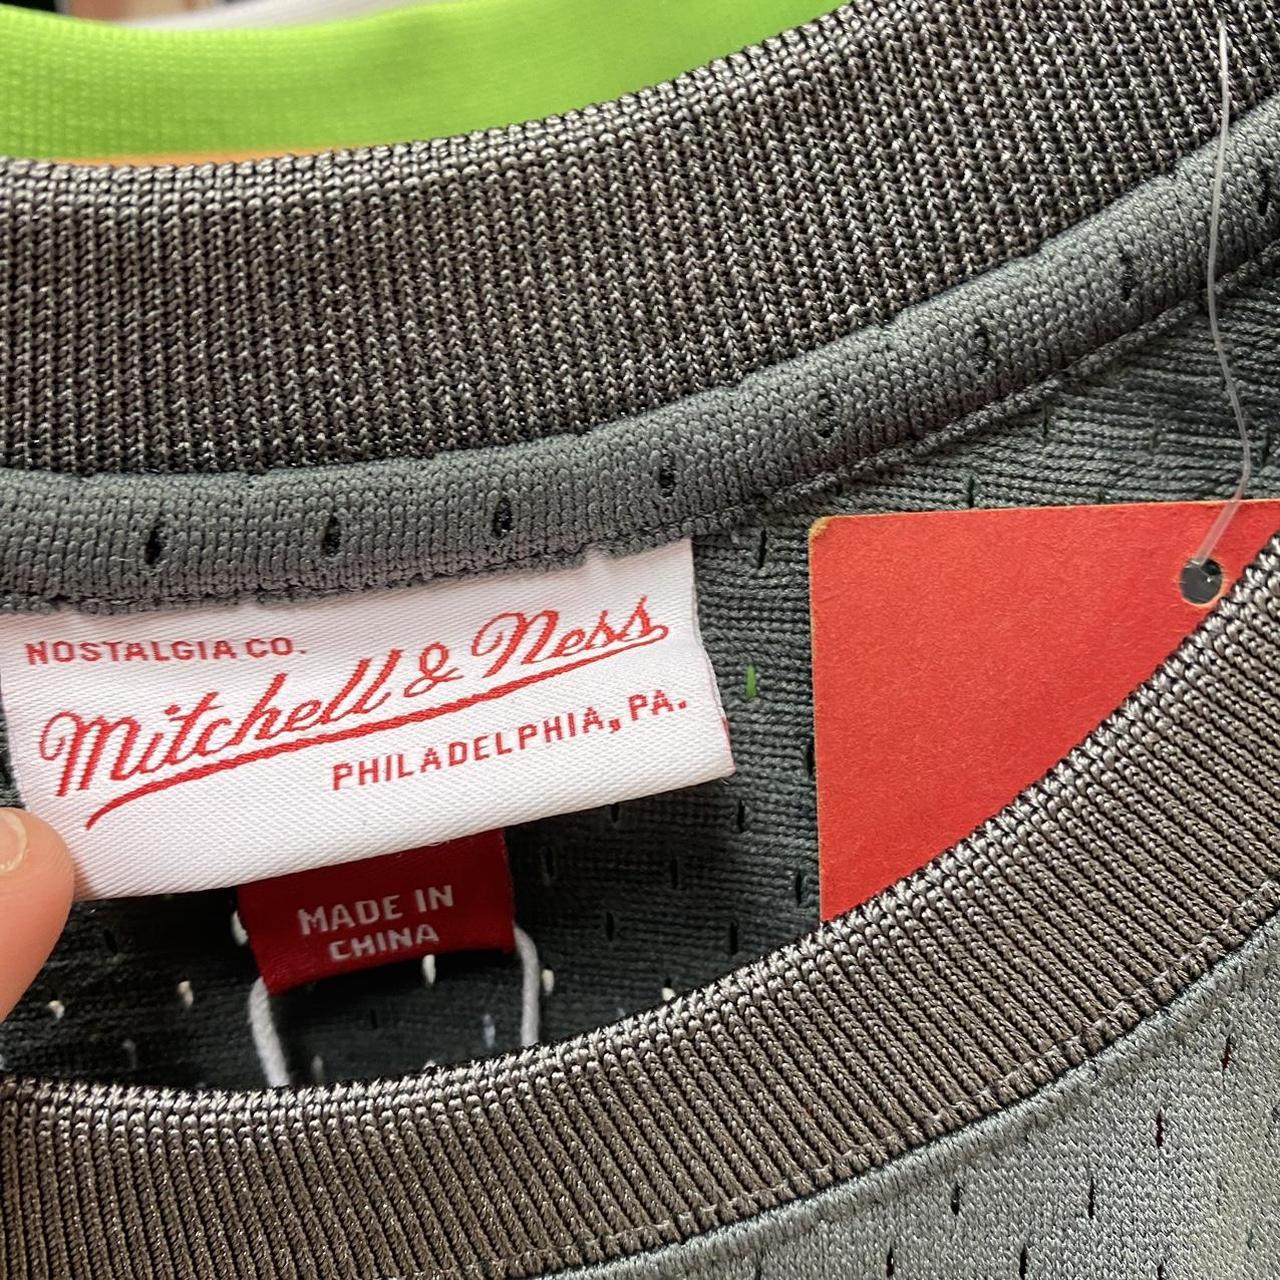 NOSTALGIA CO.
Mitchell & Ness
PHILADELPHIA, PA.
MADE IN
CHINA